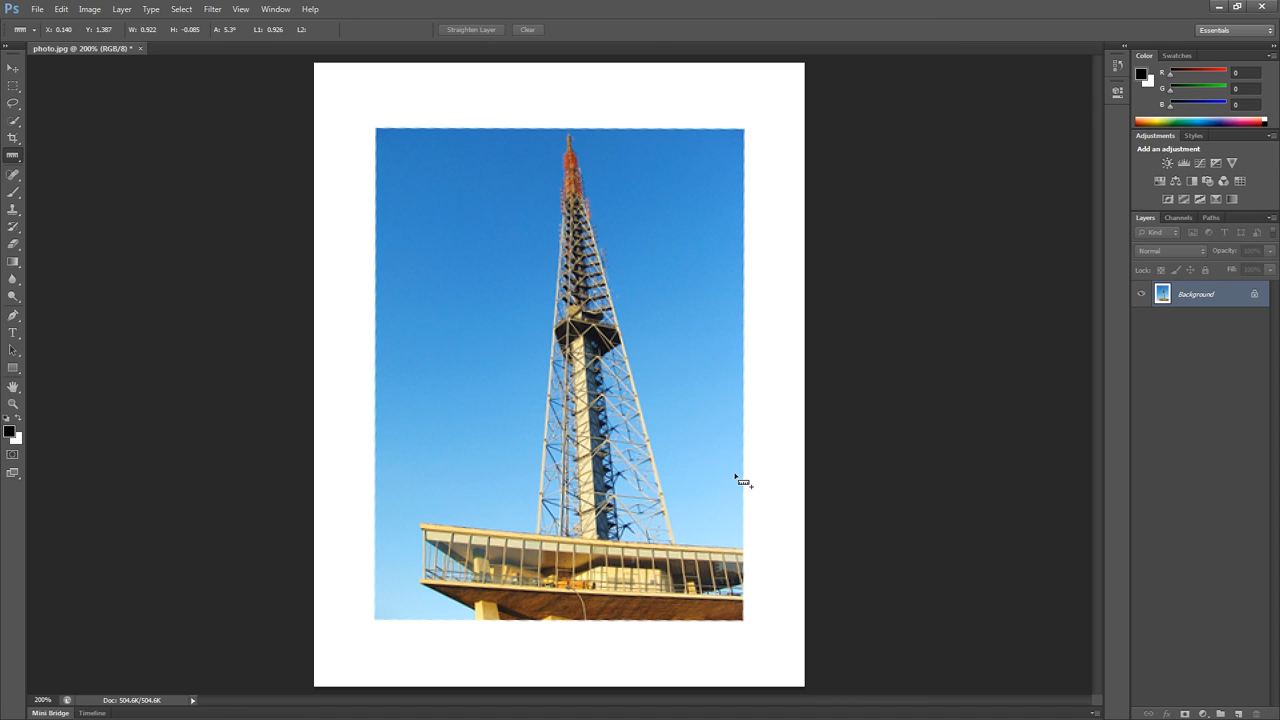 Ps File Edit Image Layer Type Select Filter View Window Help
X: 0.140 Y: 1.387 W: 0.922 H: -0.085 A: 5.3° L1: 0.926 L2: Straighten Layer Clear Essentials
photo.jpg @ 200% (RGB/8) * ×
Color Swatches
R 0
G 0
B 0
Adjustments Styles
Add an adjustment
Layers Channels Paths
Kind
Normal Opacity: 100%
Lock: Fill: 100%
Background
200% Doc: 504.6K/504.6K
Mini Bridge Timeline